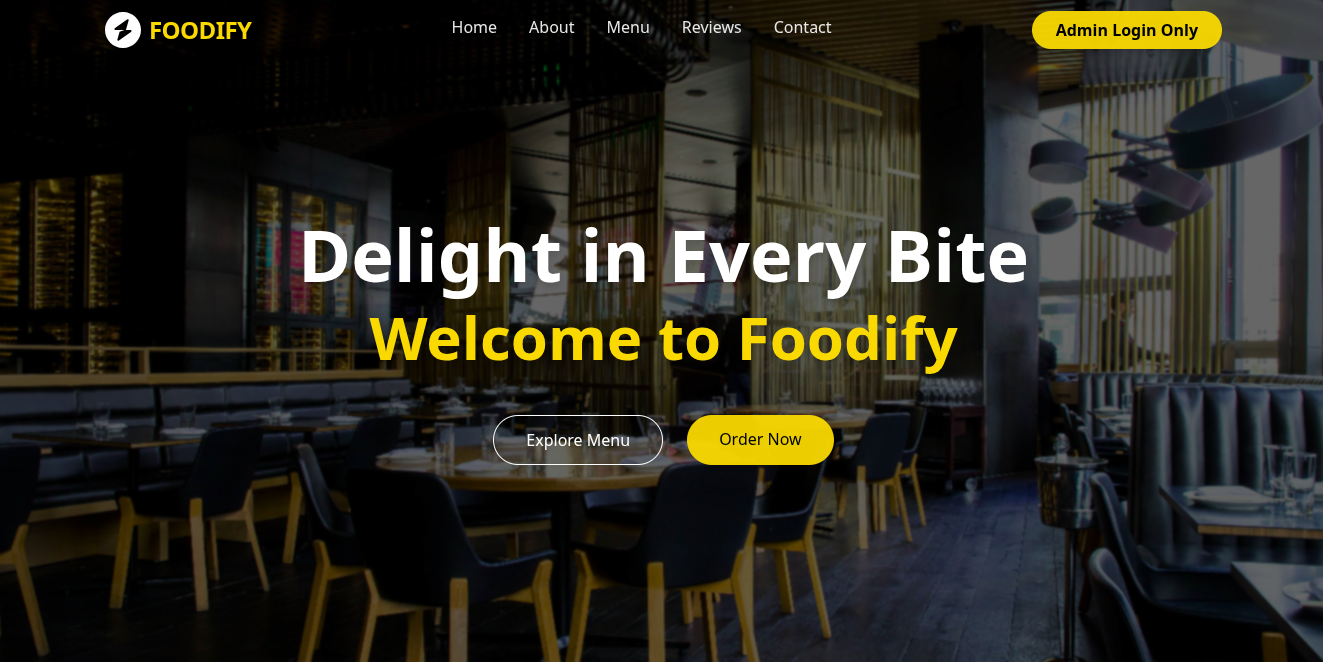 FOODIFY
Home About Menu Reviews Contact
Admin Login Only
Delight in Every Bite
Welcome to Foodify
Explore Menu
Order Now